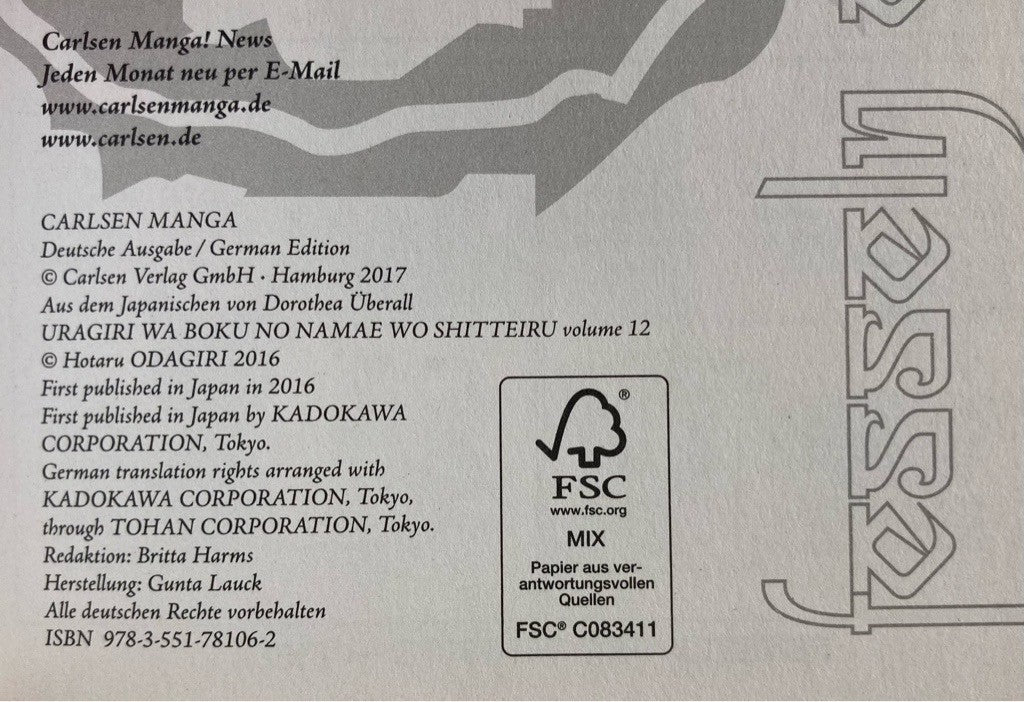 Carlsen Manga! News
Jeden Monat neu per E-Mail
www.carlsenmanga.de
www.carlsen.de
CARLSEN MANGA
Deutsche Ausgabe / German Edition
© Carlsen Verlag GmbH · Hamburg 2017
Aus dem Japanischen von Dorothea Überall
URAGIRI WA BOKU NO NAMAE WO SHITTEIRU volume 12
© Hotaru ODAGIRI 2016
First published in Japan in 2016
First published in Japan by KADOKAWA
CORPORATION, Tokyo.
German translation rights arranged with
KADOKAWA CORPORATION, Tokyo,
through TOHAN CORPORATION, Tokyo.
Redaktion: Britta Harms
Herstellung: Gunta Lauck
Alle deutschen Rechte vorbehalten
ISBN 978-3-551-78106-2
®
FSC
www.fsc.org
MIX
Papier aus ver-
antwortungsvollen
Quellen
FSC® C083411
fesseln